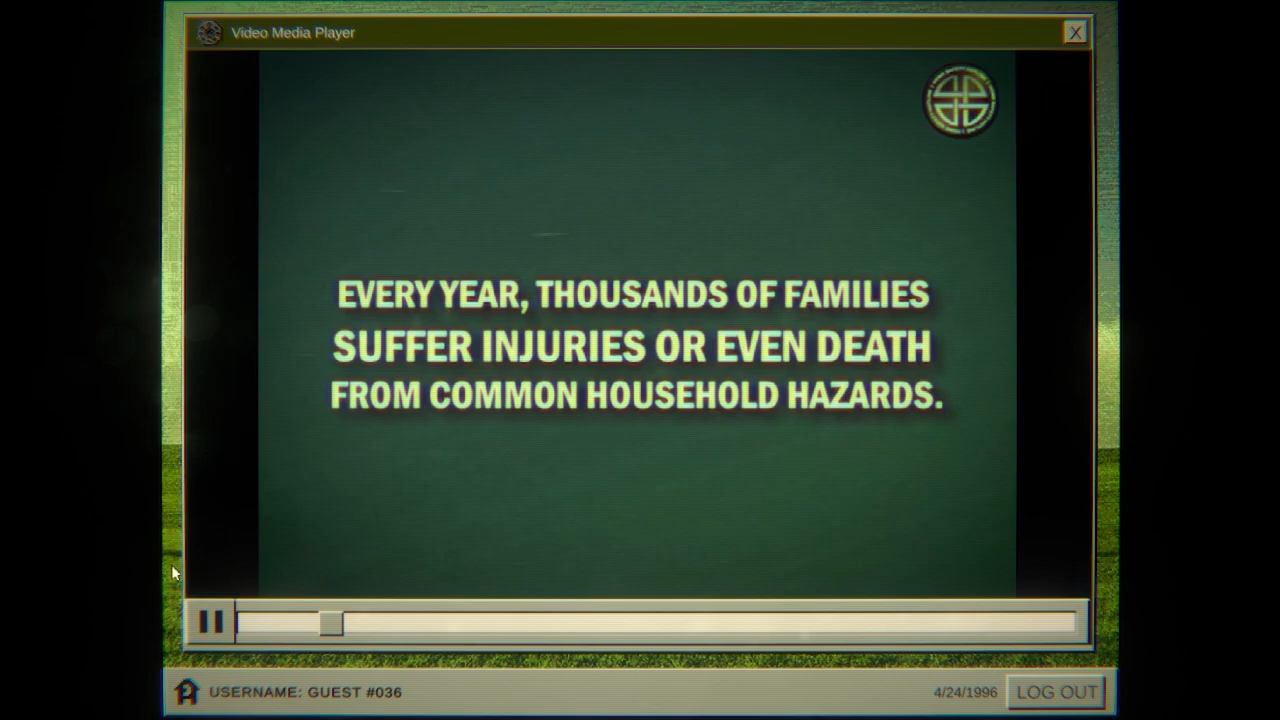 Video Media Player
X
EVERY YEAR, THOUSANDS OF FAMILIES
SUFFER INJURIES OR EVEN DEATH
FROM COMMON HOUSEHOLD HAZARDS.
USERNAME: GUEST #036
4/24/1996
LOG OUT